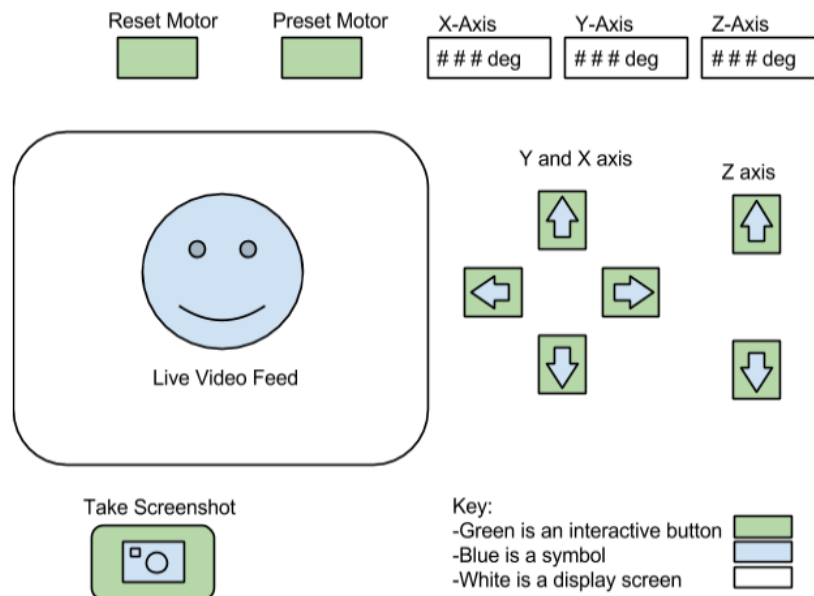 Reset Motor
Preset Motor
X-Axis
Y-Axis
Z-Axis
# # # deg
# # # deg
# # # deg
Y and X axis
Z axis
Live Video Feed
Take Screenshot
Key:
-Green is an interactive button
-Blue is a symbol
-White is a display screen